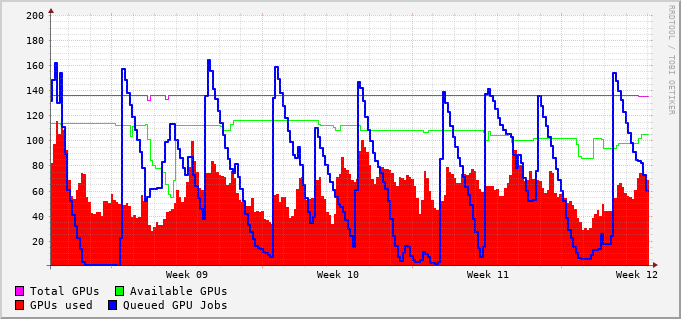 200
180
160
140
120
100
80
60
40
20
Week 09 Week 10 Week 11 Week 12
Total GPUs Available GPUs
GPUs used Queued GPU Jobs
RRDTOOL / TOBI OETIKER